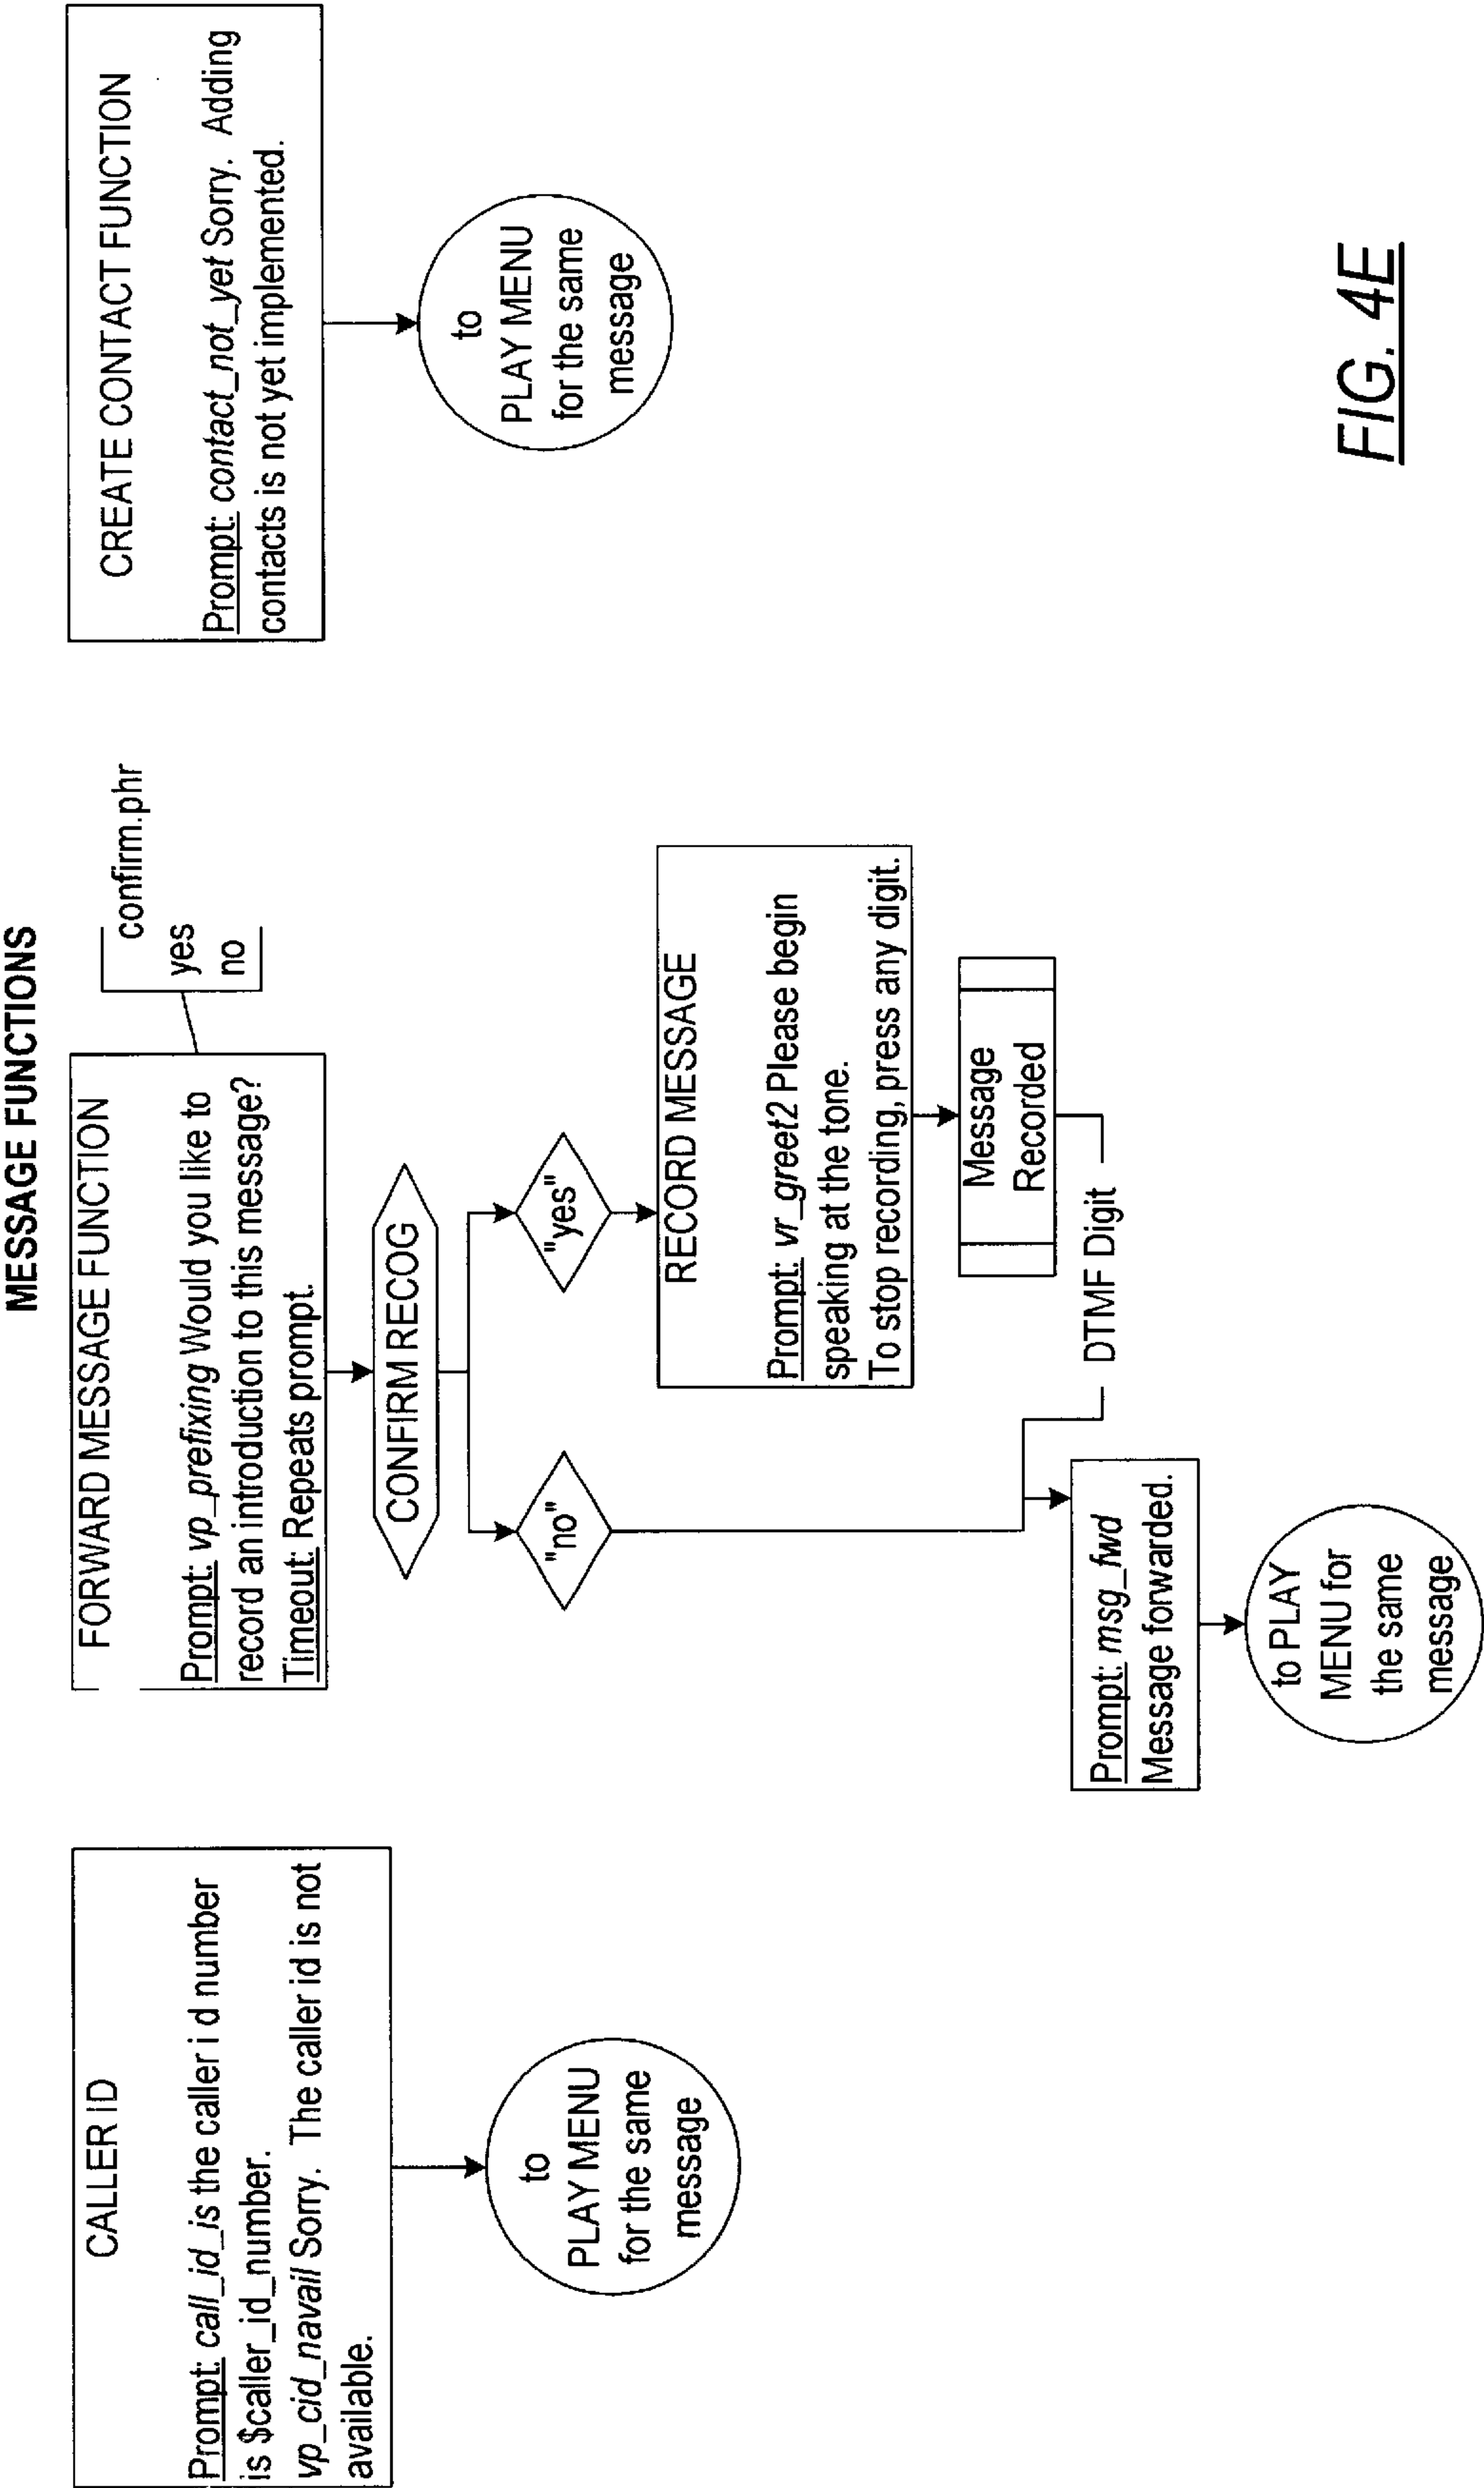 MESSAGE FUNCTIONS
CALLER ID
Prompt: call_id_is the caller i d number
is $caller_id_number.
vp_cid_navail Sorry. The caller id is not
available.
to
PLAY MENU
for the same
message
FORWARD MESSAGE FUNCTION
Prompt: vp_prefixing Would you like to
record an introduction to this message?
Timeout: Repeats prompt.
confirm.phr
yes
no
CONFIRM RECOG
"no"
"yes"
RECORD MESSAGE
Prompt: vr_greet2 Please begin
speaking at the tone.
To stop recording, press any digit.
Message
Recorded
DTMF Digit
Prompt: msg_fwd
Message forwarded.
to PLAY
MENU for
the same
message
CREATE CONTACT FUNCTION
Prompt: contact_not_yet Sorry. Adding
contacts is not yet implemented.
to
PLAY MENU
for the same
message
FIG. 4E